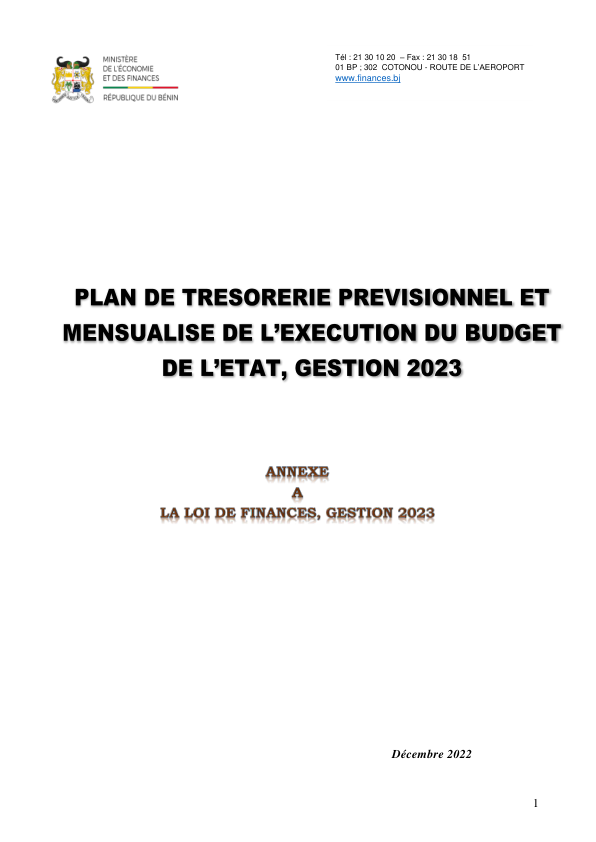 MINISTÈRE
DE L'ÉCONOMIE
ET DES FINANCES
RÉPUBLIQUE DU BÉNIN
Tél : 21 30 10 20 – Fax : 21 30 18 51
01 BP ; 302 COTONOU - ROUTE DE L'AEROPORT
www.finances.bj
PLAN DE TRESORERIE PREVISIONNEL ET
MENSUALISE DE L'EXECUTION DU BUDGET
DE L'ETAT, GESTION 2023
ANNEXE
A
LA LOI DE FINANCES, GESTION 2023
Décembre 2022
1